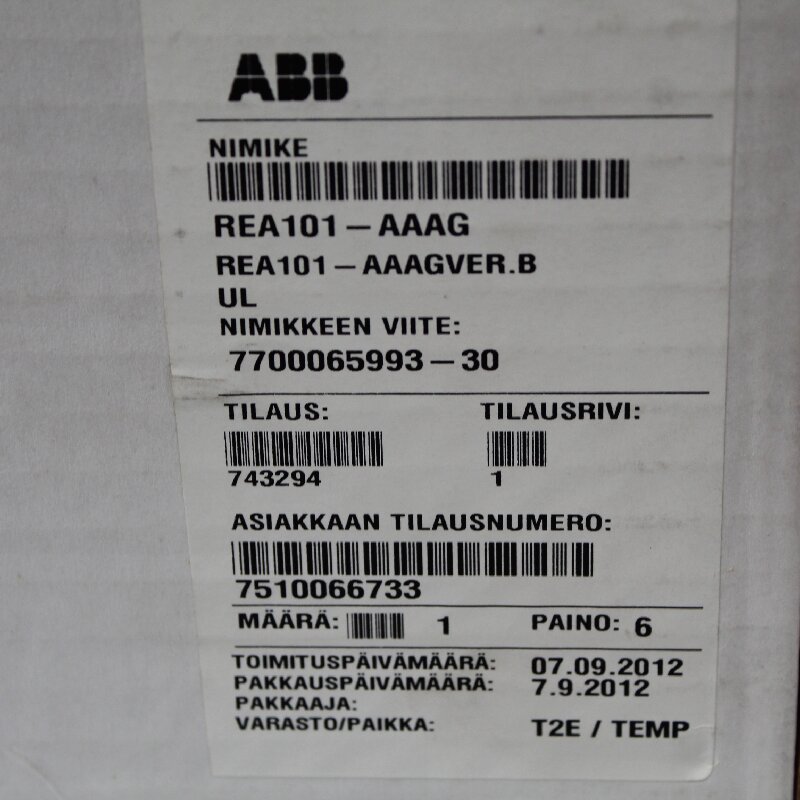 ABB
NIMIKE
REA101-AAAG
REA101-AAAGVER.B
UL
NIMIKKEEN VIITE:
7700065993-30
TILAUS: TILAUSRIVI:
743294 1
ASIAKKAAN TILAUSNUMERO:
7510066733
MÄÄRÄ: 1 PAINO: 6
TOIMITUSPÄIVÄMÄÄRÄ: 07.09.2012
PAKKAUSPÄIVÄMÄÄRÄ: 7.9.2012
PAKKAAJA:
VARASTO/PAIKKA: T2E / TEMP